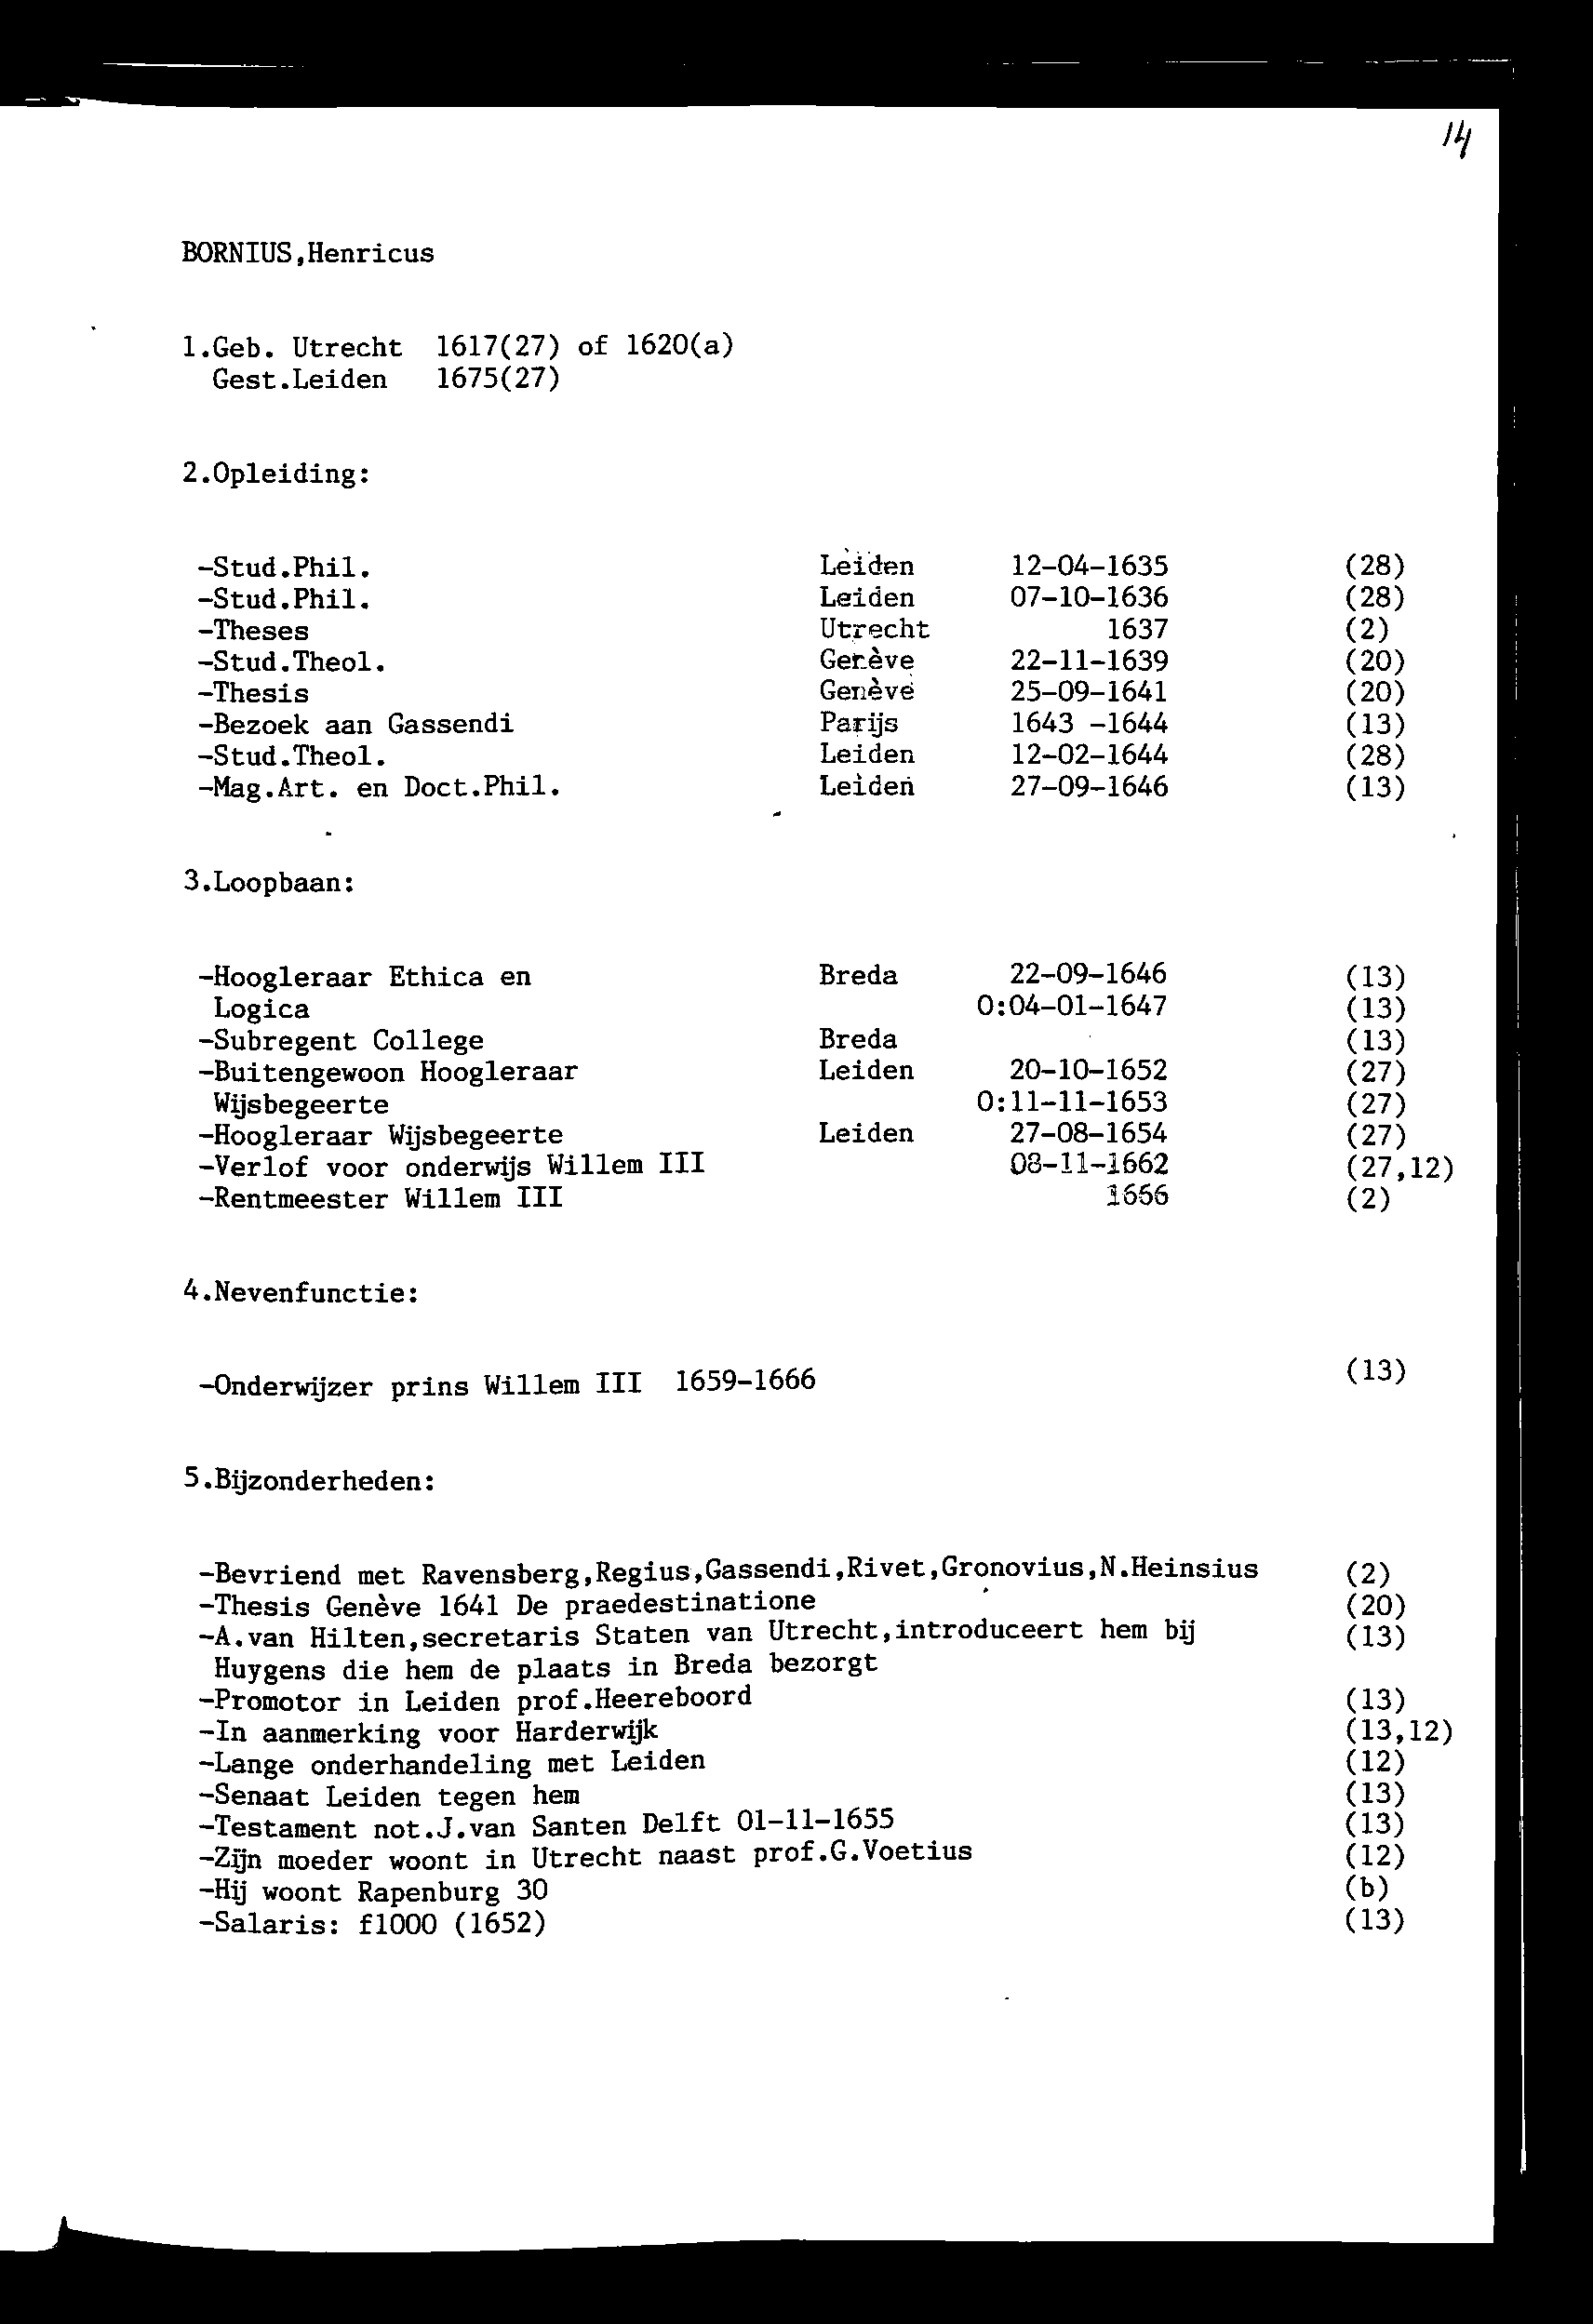 14
BORNIUS,Henricus
1.Geb. Utrecht 1617(27) of 1620(a)
Gest.Leiden 1675(27)
2.Opleiding:
-Stud.Phil. Leiden 12-04-1635 (28)
-Stud.Phil. Leiden 07-10-1636 (28)
-Theses Utrecht 1637 (2)
-Stud.Theol. Genève 22-11-1639 (20)
-Thesis Genève 25-09-1641 (20)
-Bezoek aan Gassendi Parijs 1643 -1644 (13)
-Stud.Theol. Leiden 12-02-1644 (28)
-Mag.Art. en Doct.Phil. Leiden 27-09-1646 (13)
3.Loopbaan:
-Hoogleraar Ethica en Breda 22-09-1646 (13)
Logica 0:04-01-1647 (13)
-Subregent College Breda (13)
-Buitengewoon Hoogleraar Leiden 20-10-1652 (27)
Wijsbegeerte 0:11-11-1653 (27)
-Hoogleraar Wijsbegeerte Leiden 27-08-1654 (27)
-Verlof voor onderwijs Willem III 08-11-1662 (27,12)
-Rentmeester Willem III 1666 (2)
4.Nevenfunctie:
-Onderwijzer prins Willem III 1659-1666 (13)
5.Bijzonderheden:
-Bevriend met Ravensberg,Regius,Gassendi,Rivet,Gronovius,N.Heinsius (2)
-Thesis Genève 1641 De praedestinatione (20)
-A.van Hilten,secretaris Staten van Utrecht,introduceert hem bij (13)
Huygens die hem de plaats in Breda bezorgt
-Promotor in Leiden prof.Heereboord (13)
-In aanmerking voor Harderwijk (13,12)
-Lange onderhandeling met Leiden (12)
-Senaat Leiden tegen hem (13)
-Testament not.J.van Santen Delft 01-11-1655 (13)
-Zijn moeder woont in Utrecht naast prof.G.Voetius (12)
-Hij woont Rapenburg 30 (b)
-Salaris: f1000 (1652) (13)